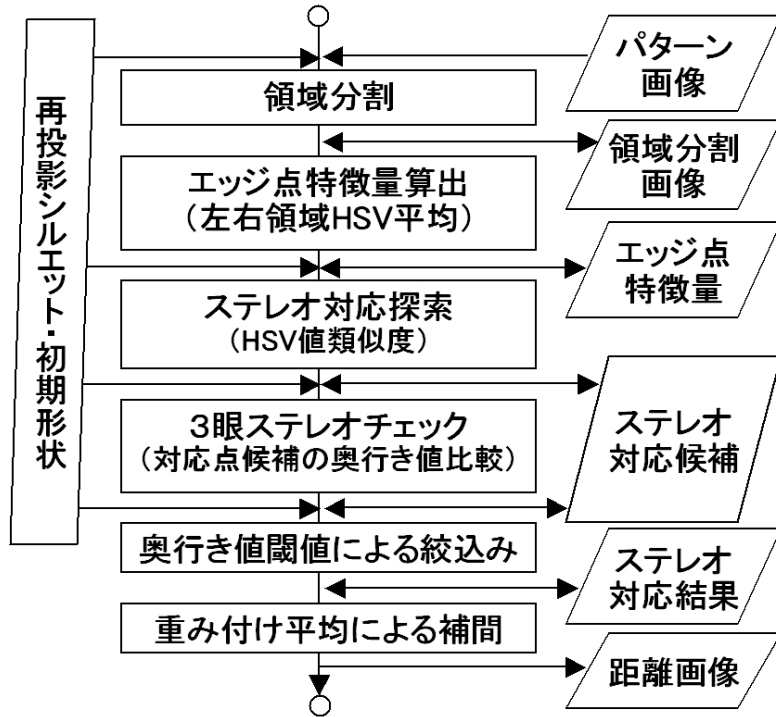 再投影シルエット・初期形状
パターン
画像
領域分割
領域分割
画像
エッジ点特徴量算出
（左右領域HSV平均）
エッジ点
特徴量
ステレオ対応探索
（HSV値類似度）
３眼ステレオチェック
（対応点候補の奥行き値比較）
ステレオ
対応候補
奥行き値閾値による絞込み
ステレオ
対応結果
重み付け平均による補間
距離画像